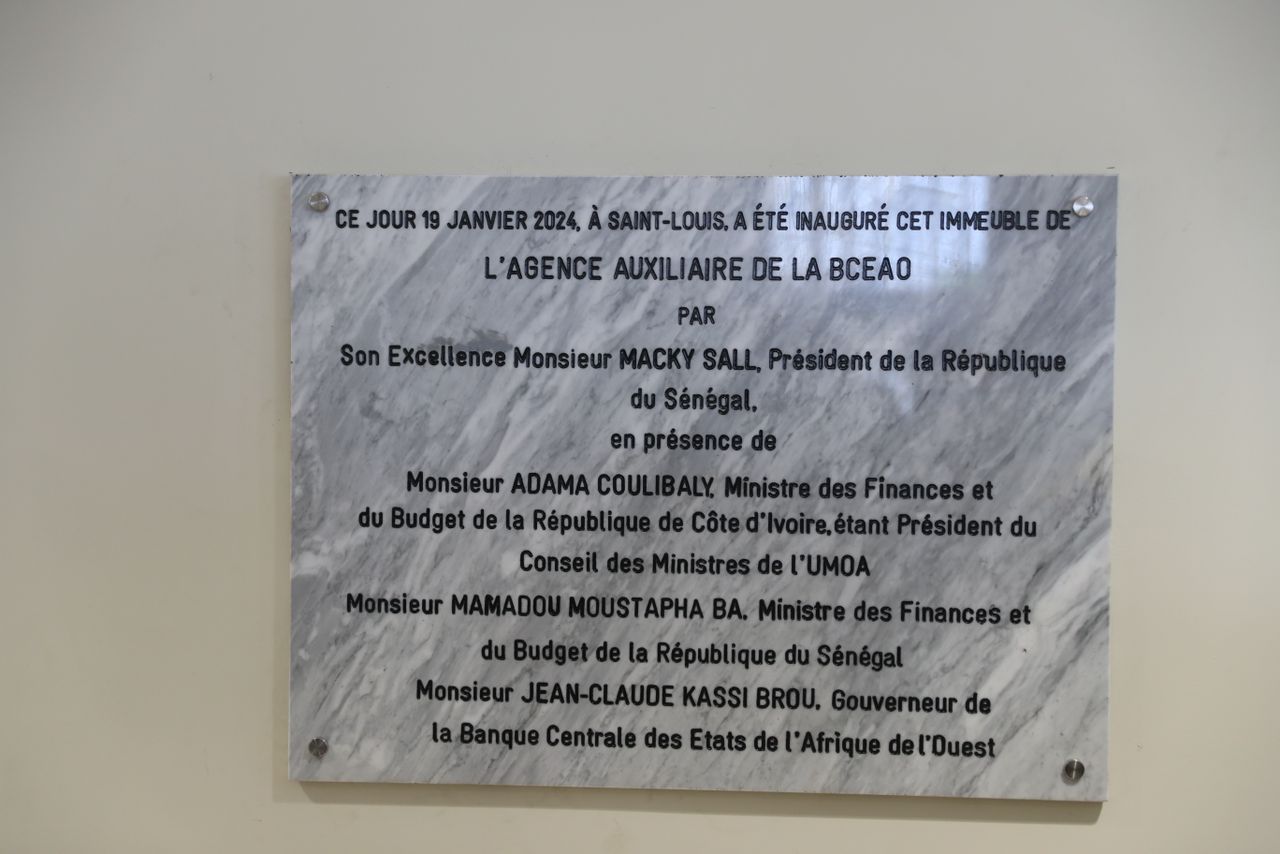 CE JOUR 19 JANVIER 2024, À SAINT-LOUIS, A ÉTÉ INAUGURÉ CET IMMEUBLE DE
L'AGENCE AUXILIAIRE DE LA BCEAO
PAR
Son Excellence Monsieur MACKY SALL, Président de la République
du Sénégal,
en présence de
Monsieur ADAMA COULIBALY, Ministre des Finances et
du Budget de la République de Côte d'Ivoire, étant Président du
Conseil des Ministres de l'UMOA
Monsieur MAMADOU MOUSTAPHA BA, Ministre des Finances et
du Budget de la République du Sénégal
Monsieur JEAN-CLAUDE KASSI BROU, Gouverneur de
la Banque Centrale des Etats de l'Afrique de l'Ouest